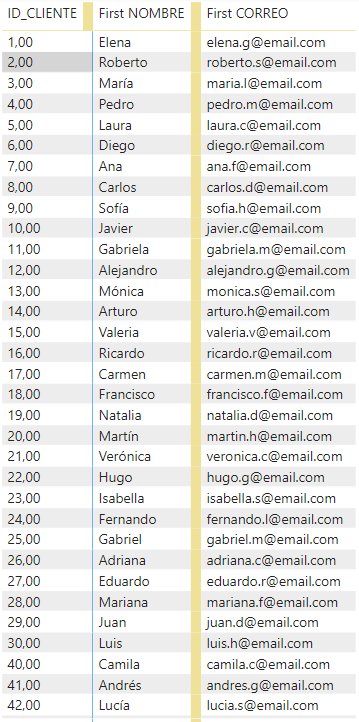 ID_CLIENTE First NOMBRE First CORREO
1,00 Elena elena.g@email.com
2,00 Roberto roberto.s@email.com
3,00 María maria.l@email.com
4,00 Pedro pedro.m@email.com
5,00 Laura laura.c@email.com
6,00 Diego diego.r@email.com
7,00 Ana ana.f@email.com
8,00 Carlos carlos.d@email.com
9,00 Sofía sofia.h@email.com
10,00 Javier javier.c@email.com
11,00 Gabriela gabriela.m@email.com
12,00 Alejandro alejandro.g@email.com
13,00 Mónica monica.s@email.com
14,00 Arturo arturo.h@email.com
15,00 Valeria valeria.v@email.com
16,00 Ricardo ricardo.r@email.com
17,00 Carmen carmen.m@email.com
18,00 Francisco francisco.f@email.com
19,00 Natalia natalia.d@email.com
20,00 Martín martin.h@email.com
21,00 Verónica veronica.c@email.com
22,00 Hugo hugo.g@email.com
23,00 Isabella isabella.s@email.com
24,00 Fernando fernando.l@email.com
25,00 Gabriel gabriel.m@email.com
26,00 Adriana adriana.c@email.com
27,00 Eduardo eduardo.r@email.com
28,00 Mariana mariana.f@email.com
29,00 Juan juan.d@email.com
30,00 Luis luis.h@email.com
40,00 Camila camila.c@email.com
41,00 Andrés andres.g@email.com
42,00 Lucía lucia.s@email.com